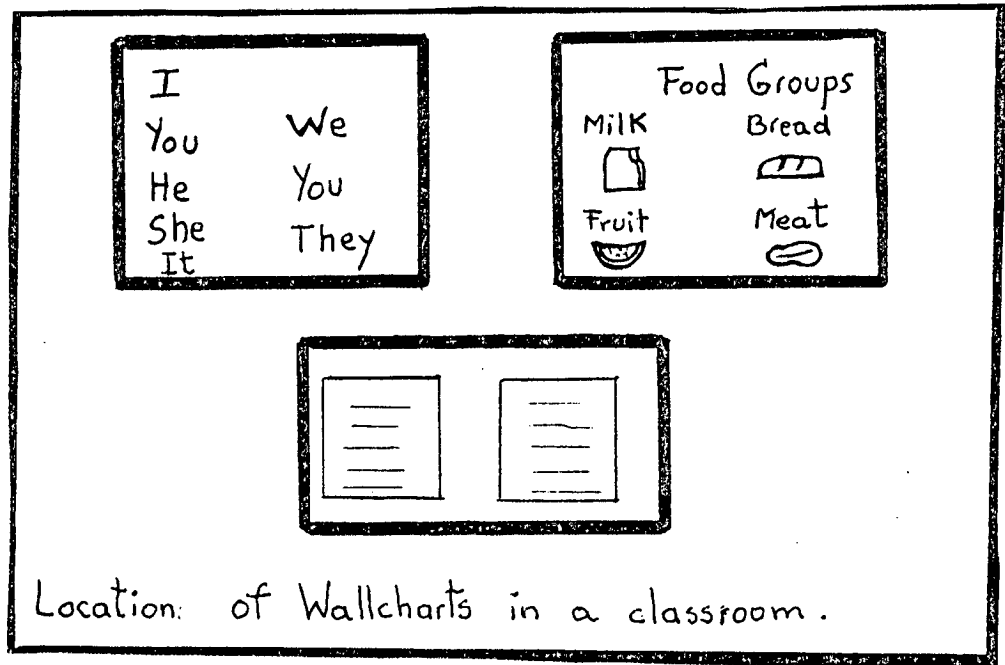 I
You We
He You
She They
It
Food Groups
Milk Bread
Fruit Meat
Location: of Wallcharts in a classroom.